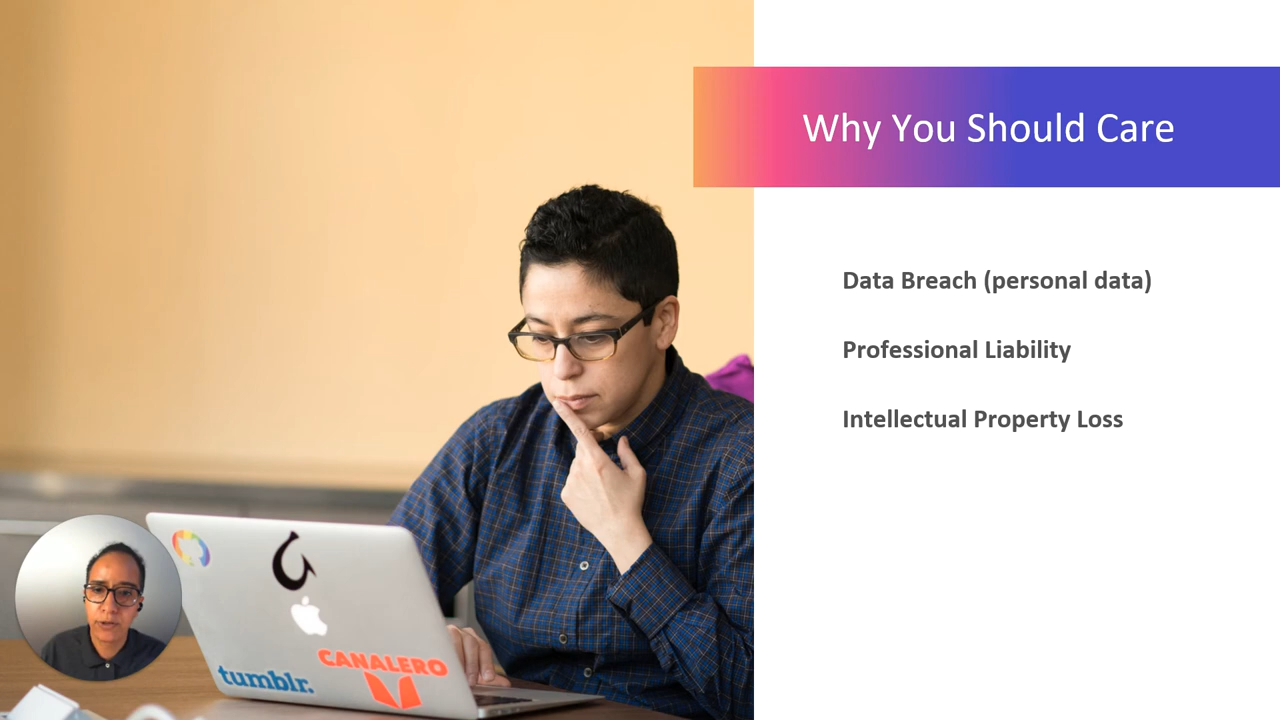 Why You Should Care
Data Breach (personal data)
Professional Liability
Intellectual Property Loss
CANALERO
tumblr.